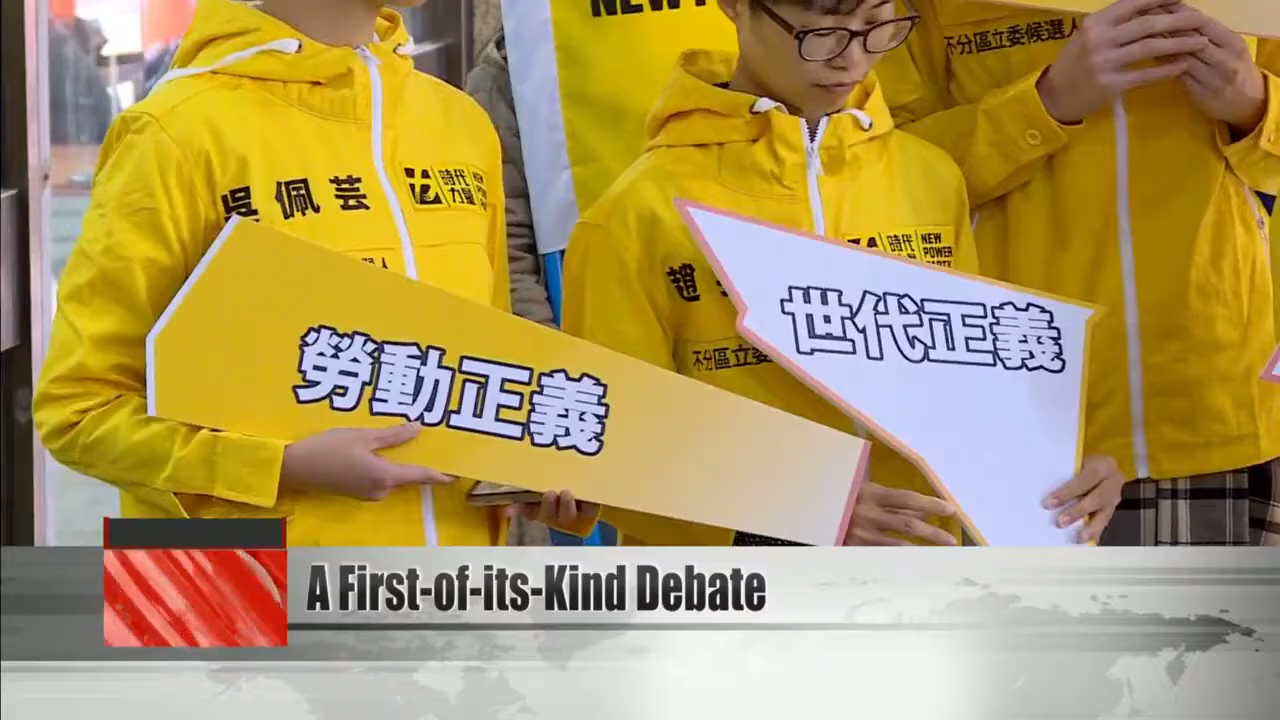 NEW
不分區立委候選人
吳佩芸
時代
力量
時代
NEW
POWER
PARTY
趙
不分區立委
世代正義
勞動正義
A First-of-its-Kind Debate